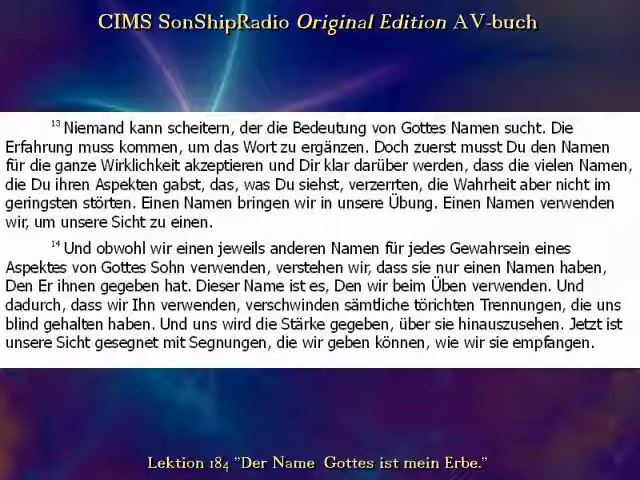 CIMS SonShipRadio Original Edition AV-buch
13 Niemand kann scheitern, der die Bedeutung von Gottes Namen sucht. Die
Erfahrung muss kommen, um das Wort zu ergänzen. Doch zuerst musst Du den Namen
für die ganze Wirklichkeit akzeptieren und Dir klar darüber werden, dass die vielen Namen,
die Du ihren Aspekten gabst, das, was Du siehst, verzerrten, die Wahrheit aber nicht im
geringsten störten. Einen Namen bringen wir in unsere Übung. Einen Namen verwenden
wir, um unsere Sicht zu einen.
14 Und obwohl wir einen jeweils anderen Namen für jedes Gewahrsein eines
Aspektes von Gottes Sohn verwenden, verstehen wir, dass sie nur einen Namen haben,
Den Er ihnen gegeben hat. Dieser Name ist es, Den wir beim Üben verwenden. Und
dadurch, dass wir Ihn verwenden, verschwinden sämtliche törichten Trennungen, die uns
blind gehalten haben. Und uns wird die Stärke gegeben, über sie hinauszusehen. Jetzt ist
unsere Sicht gesegnet mit Segnungen, die wir geben können, wie wir sie empfangen.
Lektion 184 "Der Name Gottes ist mein Erbe."